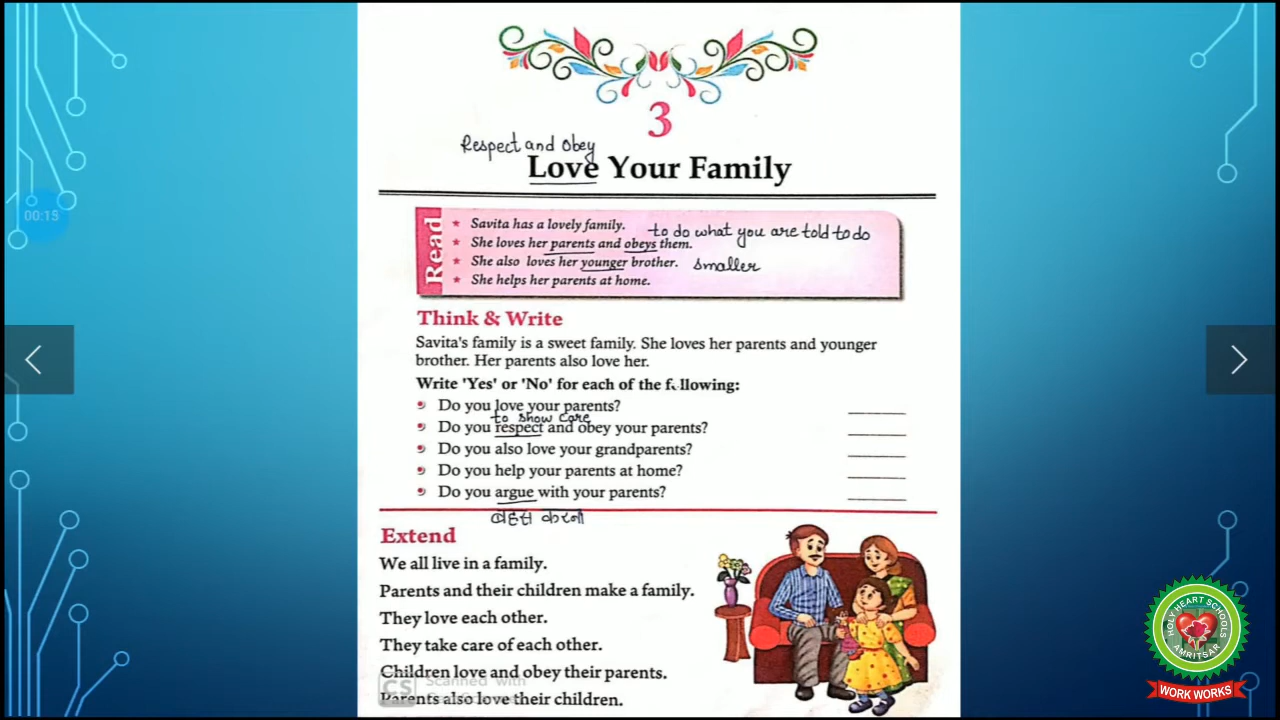 3
Respect and Obey
Love Your Family
Read
* Savita has a lovely family.
to do what you are told to do
* She loves her parents and obeys them.
* She also loves her younger brother. smaller
* She helps her parents at home.
Think & Write
Savita's family is a sweet family. She loves her parents and younger
brother. Her parents also love her.
Write 'Yes' or 'No' for each of the following:
Do you love your parents?
to show care
Do you respect and obey your parents?
Do you also love your grandparents?
Do you help your parents at home?
Do you argue with your parents?
बहस करना
Extend
We all live in a family.
Parents and their children make a family.
They love each other.
They take care of each other.
Children love and obey their parents.
CS Scanned with
Parents also love their children.
00:15
HOLY HEART SCHOOLS
AMRITSAR
WORK WORKS